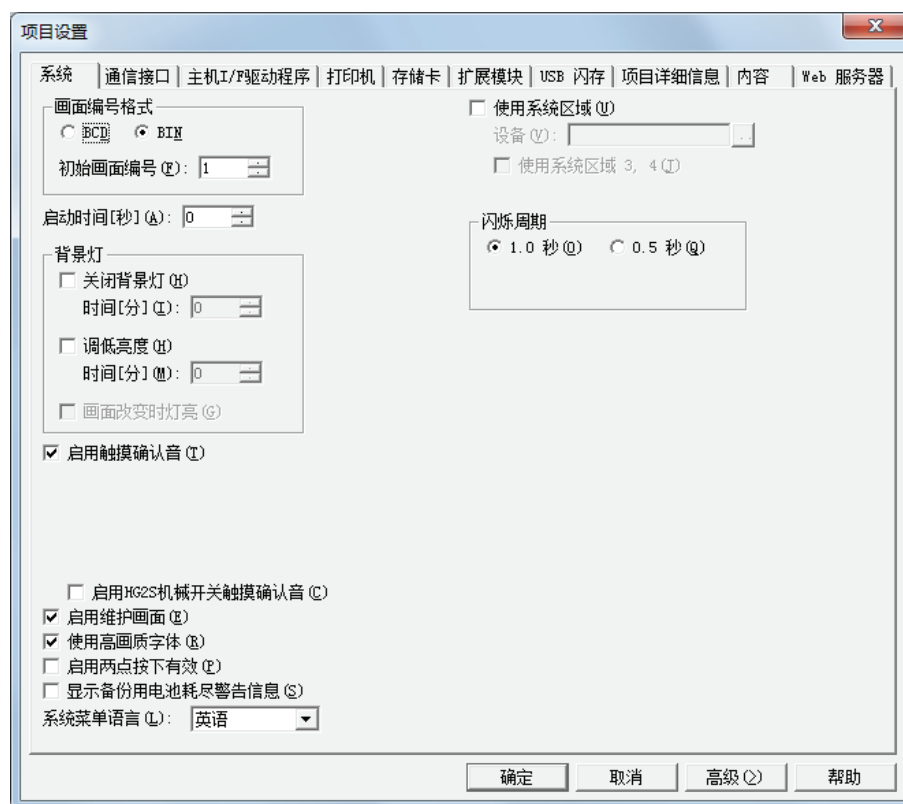 项目设置
系统 通信接口 主机I/F驱动程序 打印机 存储卡 扩展模块 USB 闪存 项目详细信息 内容 Web 服务器
画面编号格式
BCD BIN
初始画面编号(F): 1
启动时间[秒](A): 0
背景灯
关闭背景灯(H)
时间[分](I): 0
调低亮度(H)
时间[分](M): 0
画面改变时灯亮(G)
启用触摸确认音(T)
启用HG2S机械开关触摸确认音(C)
启用维护画面(E)
使用高画质字体(R)
启用两点按下有效(P)
显示备份用电池耗尽警告信息(S)
系统菜单语言(L): 英语
使用系统区域(U)
设备(V): ..
使用系统区域 3, 4(J)
闪烁周期
1.0 秒(O) 0.5 秒(Q)
确定 取消 高级(>) 帮助